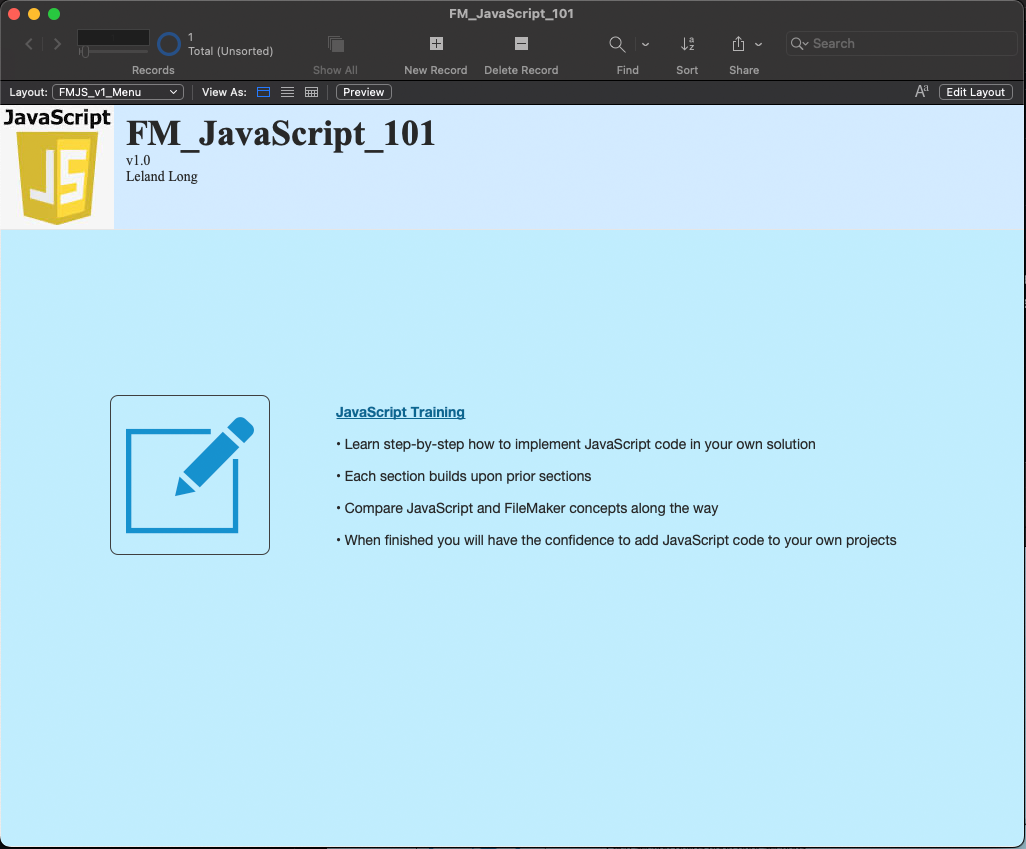 FM_JavaScript_101
1
Total (Unsorted)
Records
Show All
New Record
Delete Record
Find
Sort
Share
Search
Layout: FMJS_v1_Menu View As: Preview Aa Edit Layout
JavaScript
JS
FM_JavaScript_101
v1.0
Leland Long
JavaScript Training
• Learn step-by-step how to implement JavaScript code in your own solution
• Each section builds upon prior sections
• Compare JavaScript and FileMaker concepts along the way
• When finished you will have the confidence to add JavaScript code to your own projects